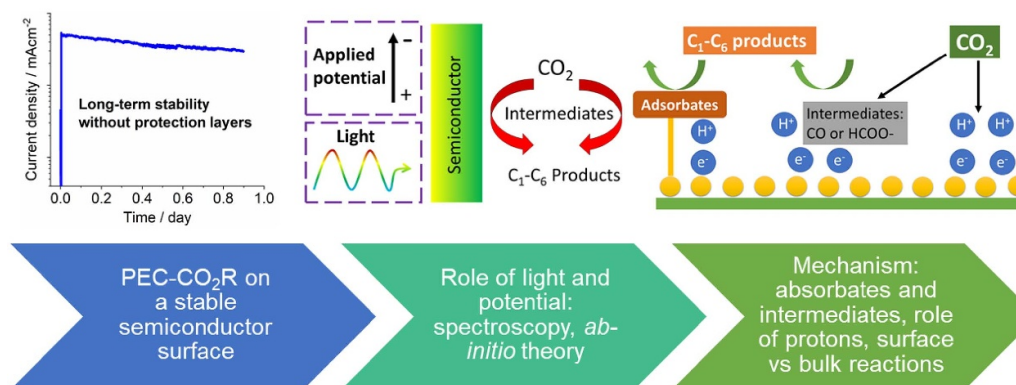 Current density / mAcm⁻²
Long-term stability
without protection layers
0.0 0.2 0.4 0.6 0.8 1.0
Time / day
Applied
potential
−
+
Light
Semiconductor
CO₂
Intermediates
C₁-C₆ Products
C₁-C₆ products
CO₂
Adsorbates
Intermediates:
CO or HCOO-
H⁺
H⁺
H⁺ H⁺
e⁻
e⁻ e⁻
e⁻ e⁻
PEC-CO₂R on
a stable
semiconductor
surface
Role of light and
potential:
spectroscopy, ab-
initio theory
Mechanism:
absorbates and
intermediates, role
of protons, surface
vs bulk reactions